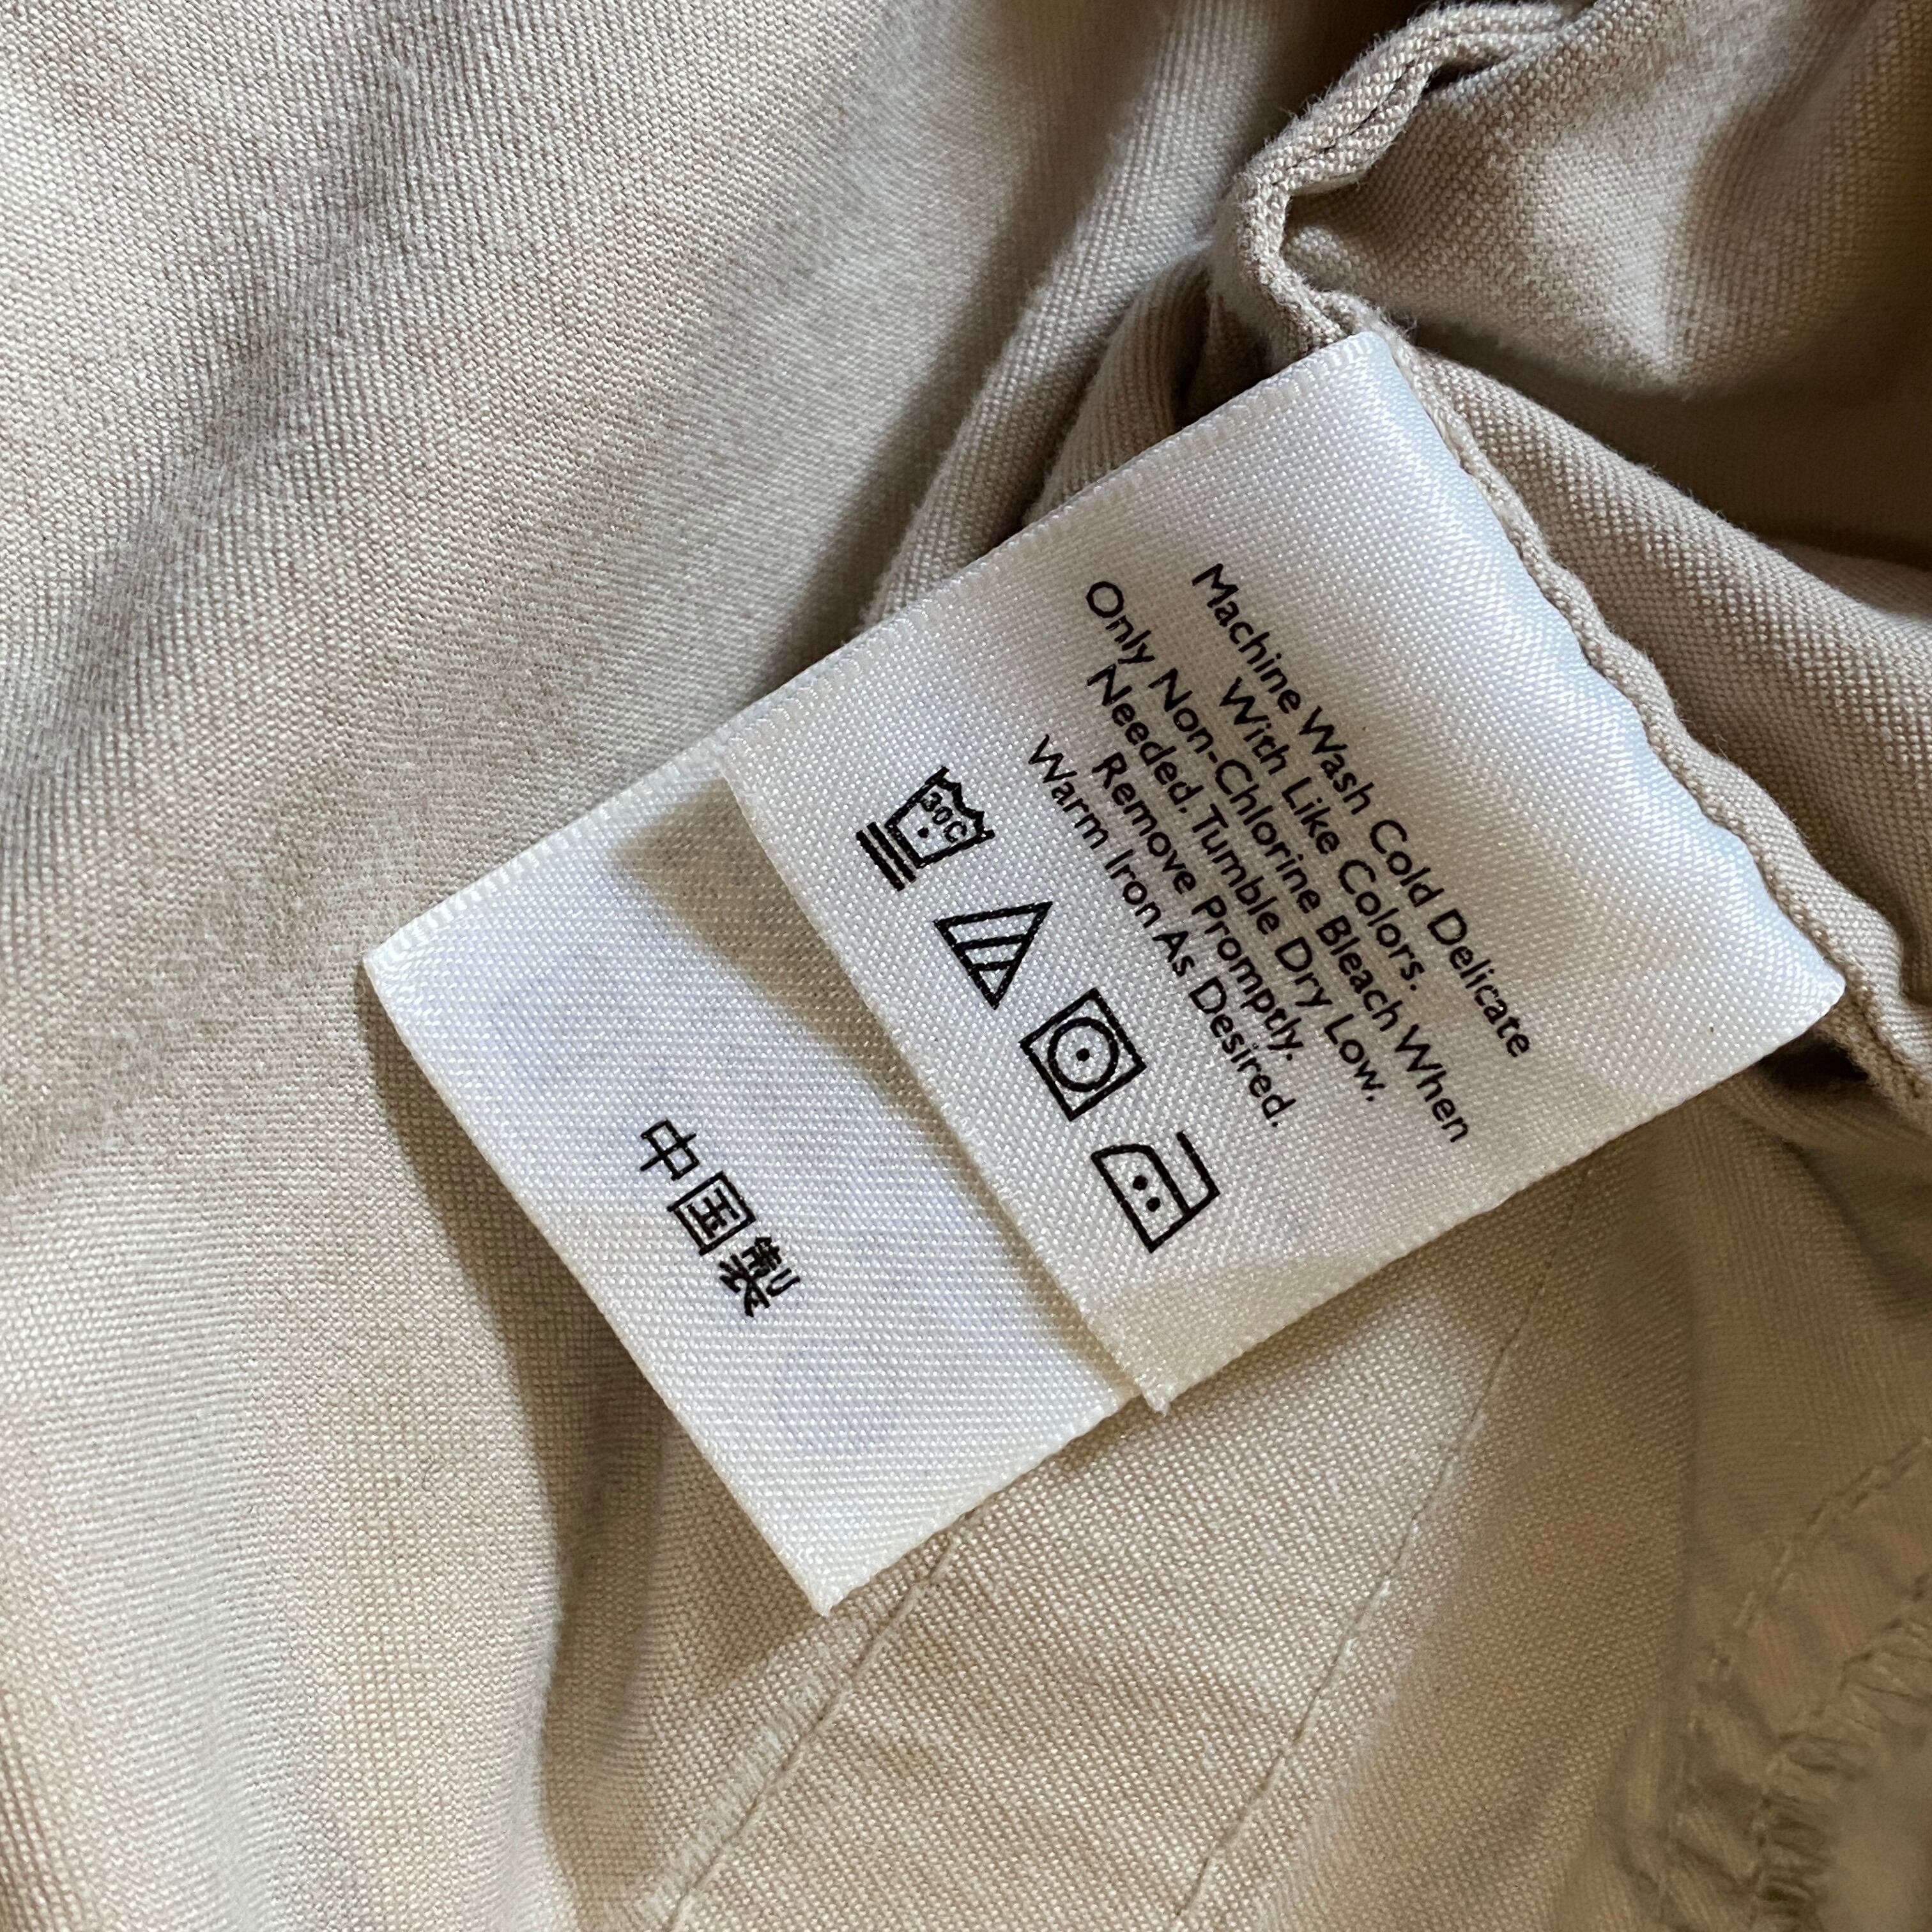 Machine Wash Cold Delicate
With Like Colors.
Only Non-Chlorine Bleach When
Needed. Tumble Dry Low.
Remove Promptly.
Warm Iron As Desired.
30C
中国製